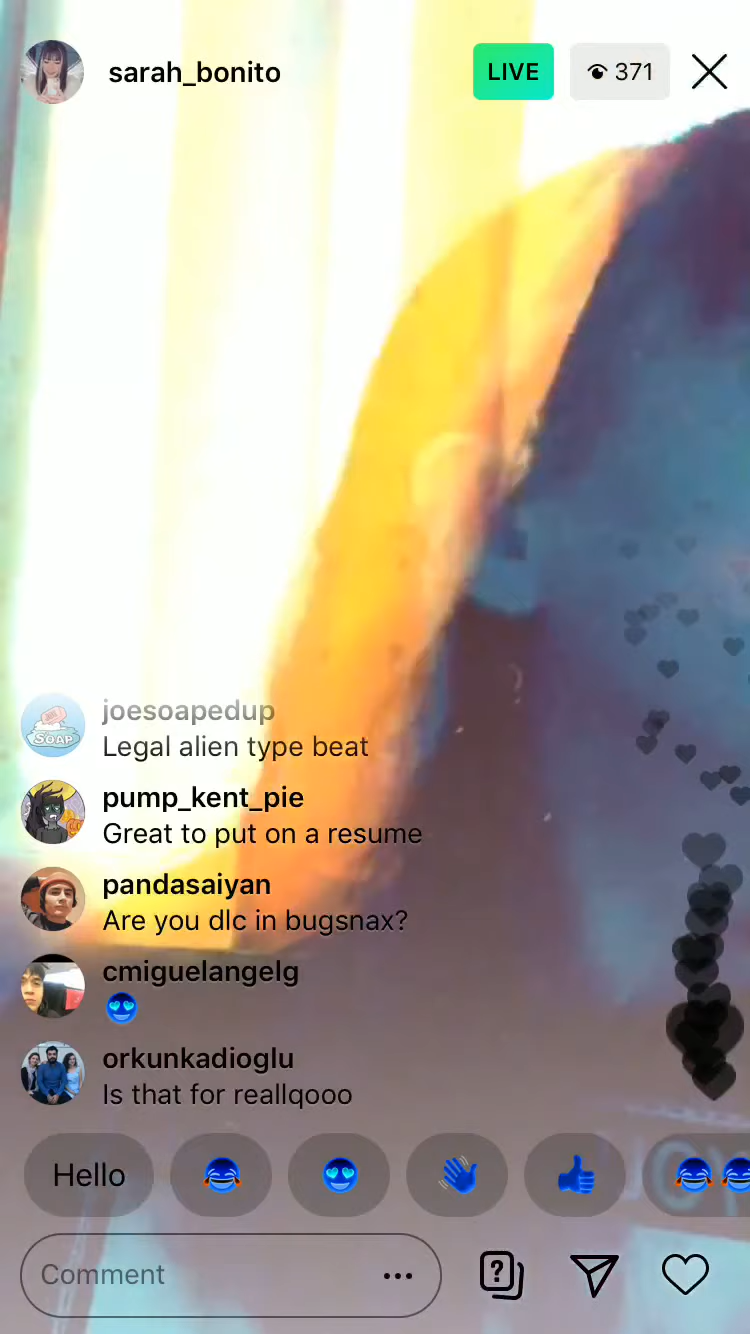 sarah_bonito
LIVE
371
joesoapedup
SOAP
Legal alien type beat
pump_kent_pie
Great to put on a resume
pandasaiyan
Are you dlc in bugsnax?
cmiguelangelg
orkunkadioglu
Is that for reallqooo
Hello
Comment